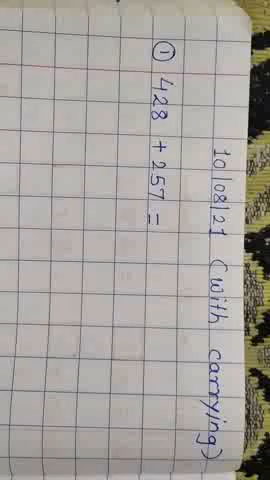 10/08/21 (with carrying)
① 428 + 257 =